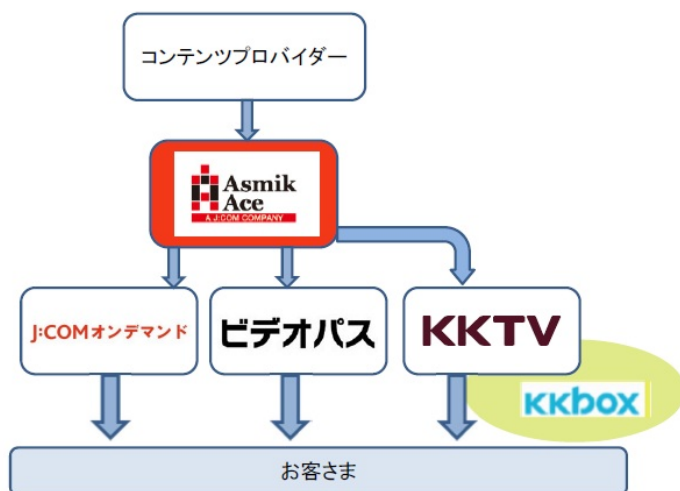 コンテンツプロバイダー
Asmik
Ace
A J:COM COMPANY
J:COMオンデマンド
ビデオパス
KKTV
KKbox
お客さま